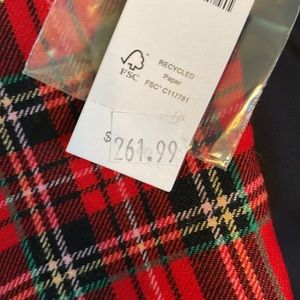 FSC
RECYCLED
Paper
FSC® C117781
$
261.99